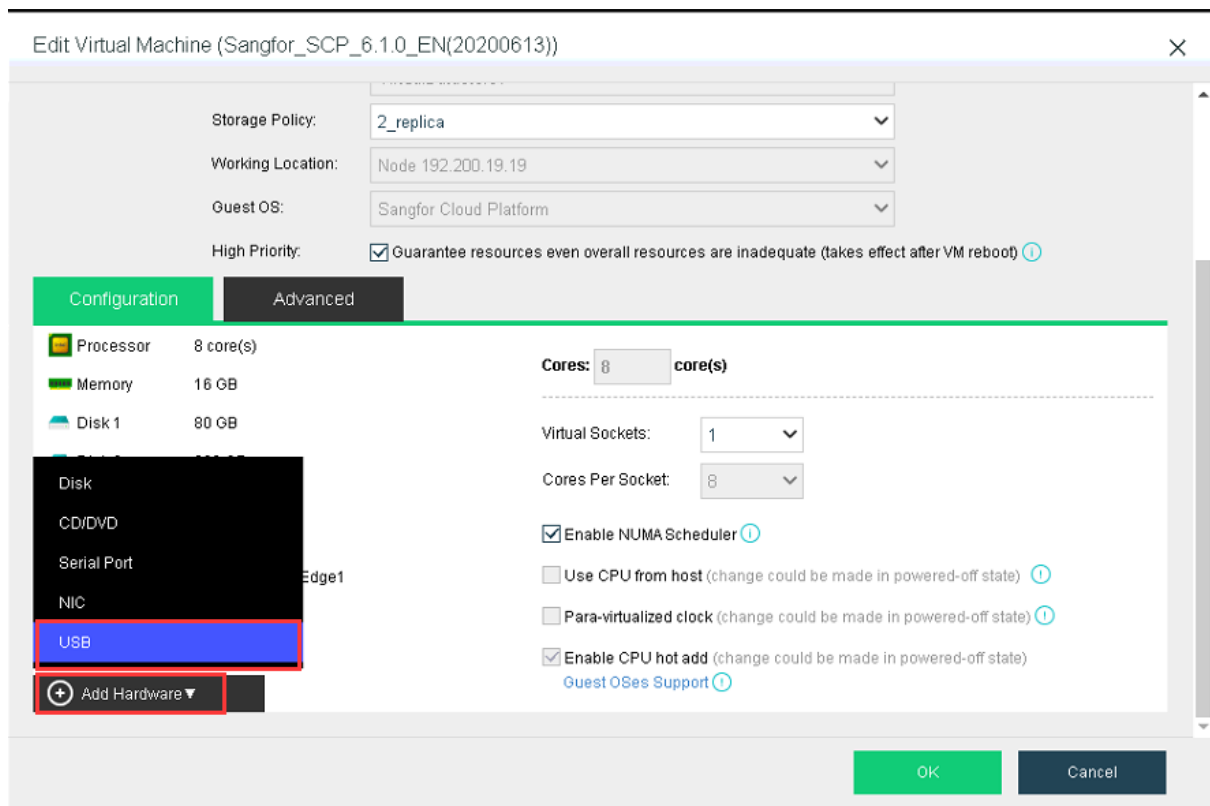 Edit Virtual Machine (Sangfor_SCP_6.1.0_EN(20200613))
Storage Policy: 2_replica
Working Location: Node 192.200.19.19
Guest OS: Sangfor Cloud Platform
High Priority: Guarantee resources even overall resources are inadequate (takes effect after VM reboot)
Configuration Advanced
Processor 8 core(s)
Memory 16 GB
Disk 1 80 GB
Disk
CD/DVD
Serial Port
NIC
Edge1
USB
Add Hardware
Cores: 8 core(s)
Virtual Sockets: 1
Cores Per Socket: 8
Enable NUMA Scheduler
Use CPU from host (change could be made in powered-off state)
Para-virtualized clock (change could be made in powered-off state)
Enable CPU hot add (change could be made in powered-off state)
Guest OSes Support
OK Cancel